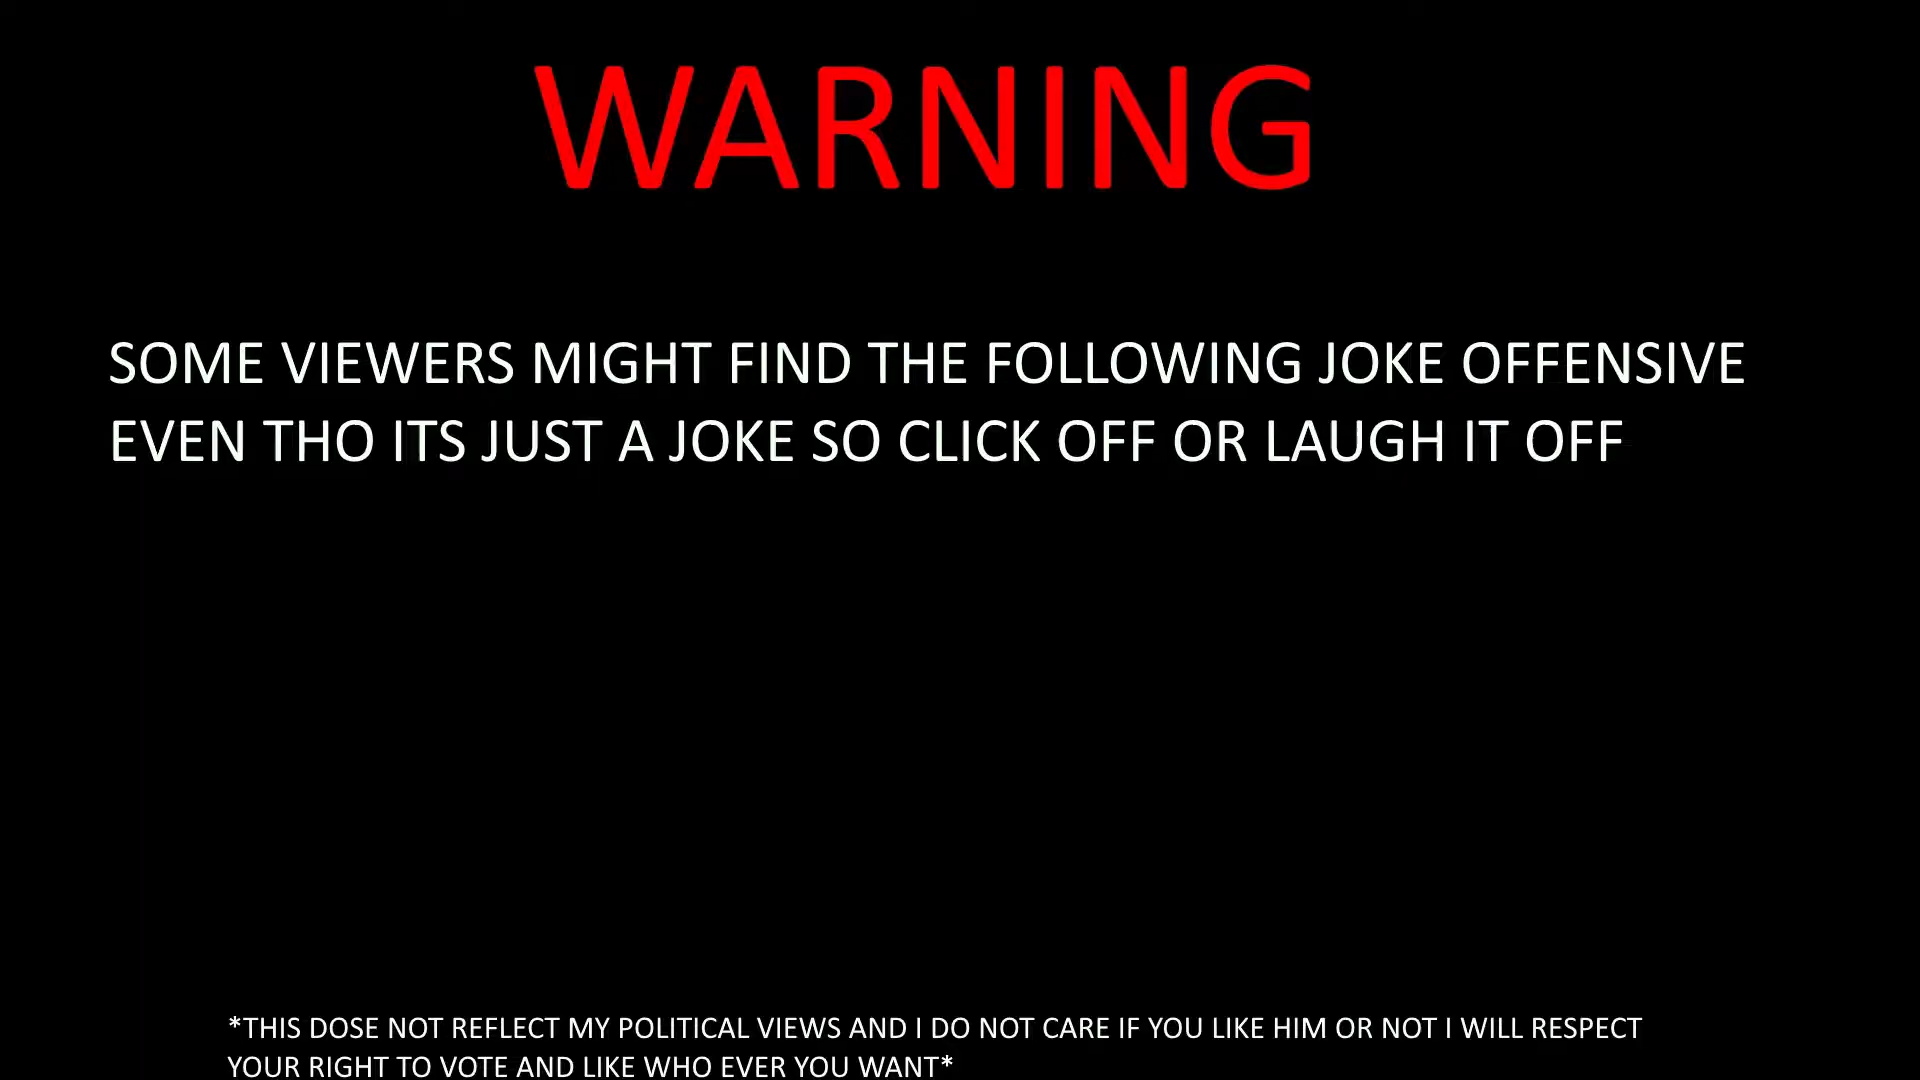 WARNING
SOME VIEWERS MIGHT FIND THE FOLLOWING JOKE OFFENSIVE
EVEN THO ITS JUST A JOKE SO CLICK OFF OR LAUGH IT OFF
*THIS DOSE NOT REFLECT MY POLITICAL VIEWS AND I DO NOT CARE IF YOU LIKE HIM OR NOT I WILL RESPECT
YOUR RIGHT TO VOTE AND LIKE WHO EVER YOU WANT*